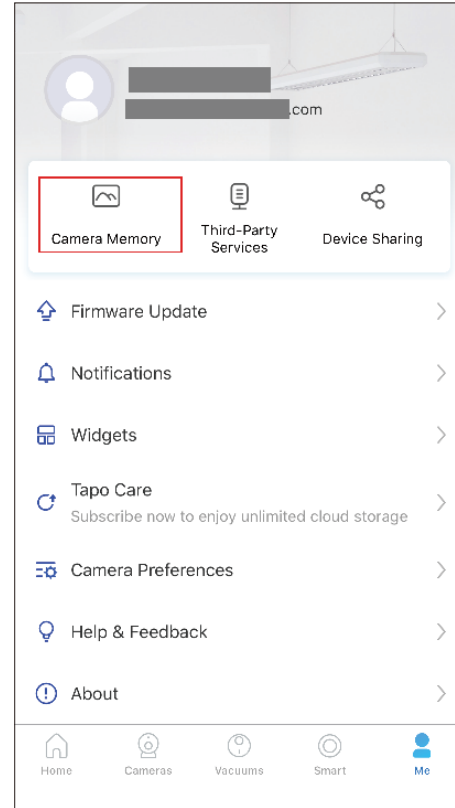 .com
Camera Memory
Third-Party
Services
Device Sharing
Firmware Update
Notifications
Widgets
Tapo Care
Subscribe now to enjoy unlimited cloud storage
Camera Preferences
Help & Feedback
About
Home
Cameras
Vacuums
Smart
Me